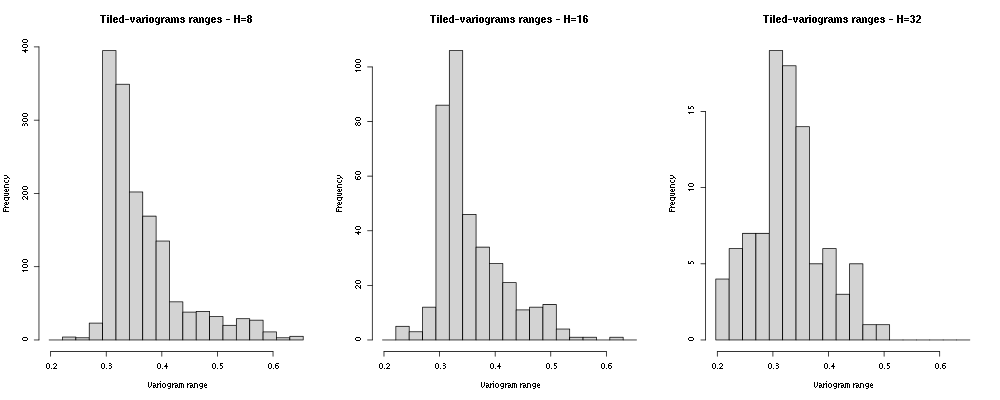 Tiled-variograms ranges - H=8
Frequency
400
300
200
100
0
0.2 0.3 0.4 0.5 0.6
Variogram range
Tiled-variograms ranges - H=16
Frequency
100
80
60
40
20
0
0.2 0.3 0.4 0.5 0.6
Variogram range
Tiled-variograms ranges - H=32
Frequency
15
10
5
0
0.2 0.3 0.4 0.5 0.6
Variogram range